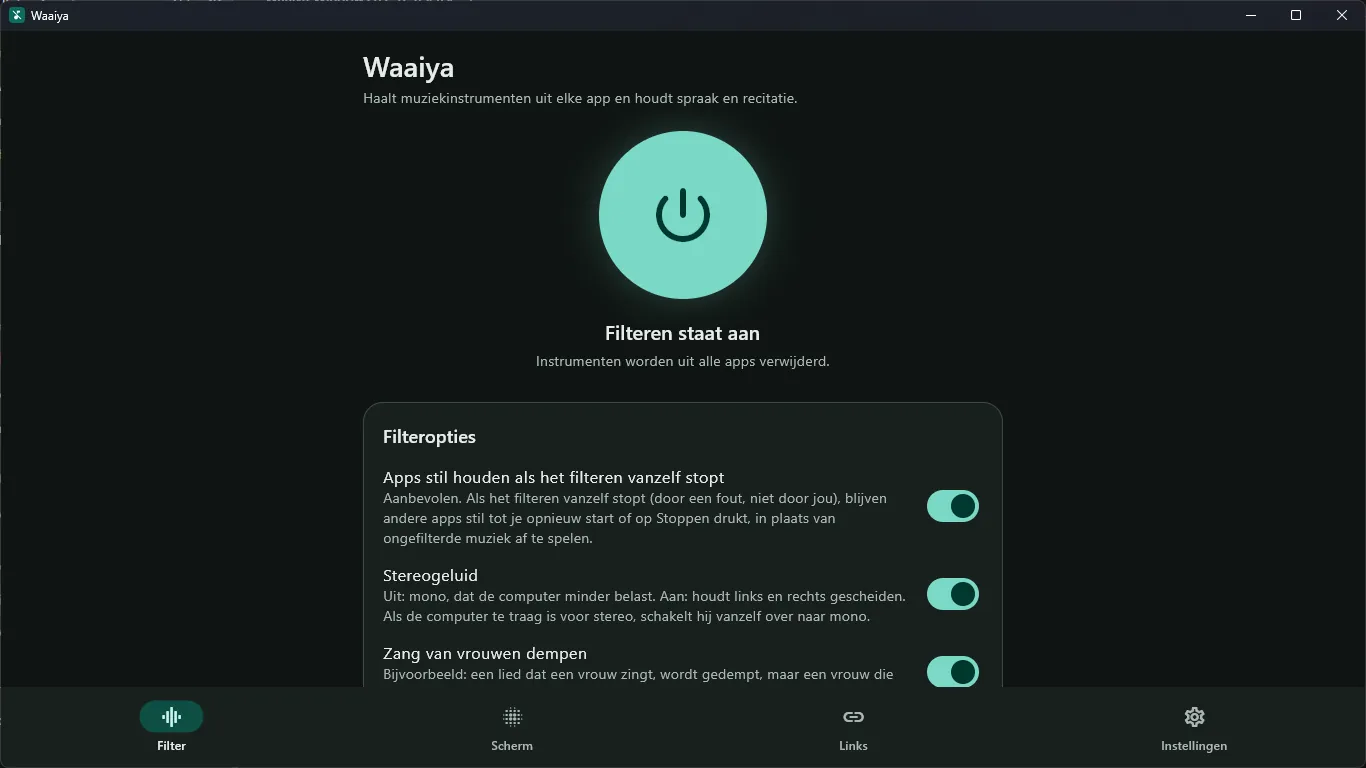 Waaiya
Waaiya
Haalt muziekinstrumenten uit elke app en houdt spraak en recitatie.
Filteren staat aan
Instrumenten worden uit alle apps verwijderd.
Filteropties
Apps stil houden als het filteren vanzelf stopt
Aanbevolen. Als het filteren vanzelf stopt (door een fout, niet door jou), blijven
andere apps stil tot je opnieuw start of op Stoppen drukt, in plaats van
ongefilterde muziek af te spelen.
Stereogeluid
Uit: mono, dat de computer minder belast. Aan: houdt links en rechts gescheiden.
Als de computer te traag is voor stereo, schakelt hij vanzelf over naar mono.
Zang van vrouwen dempen
Bijvoorbeeld: een lied dat een vrouw zingt, wordt gedempt, maar een vrouw die
Filter
Scherm
Links
Instellingen